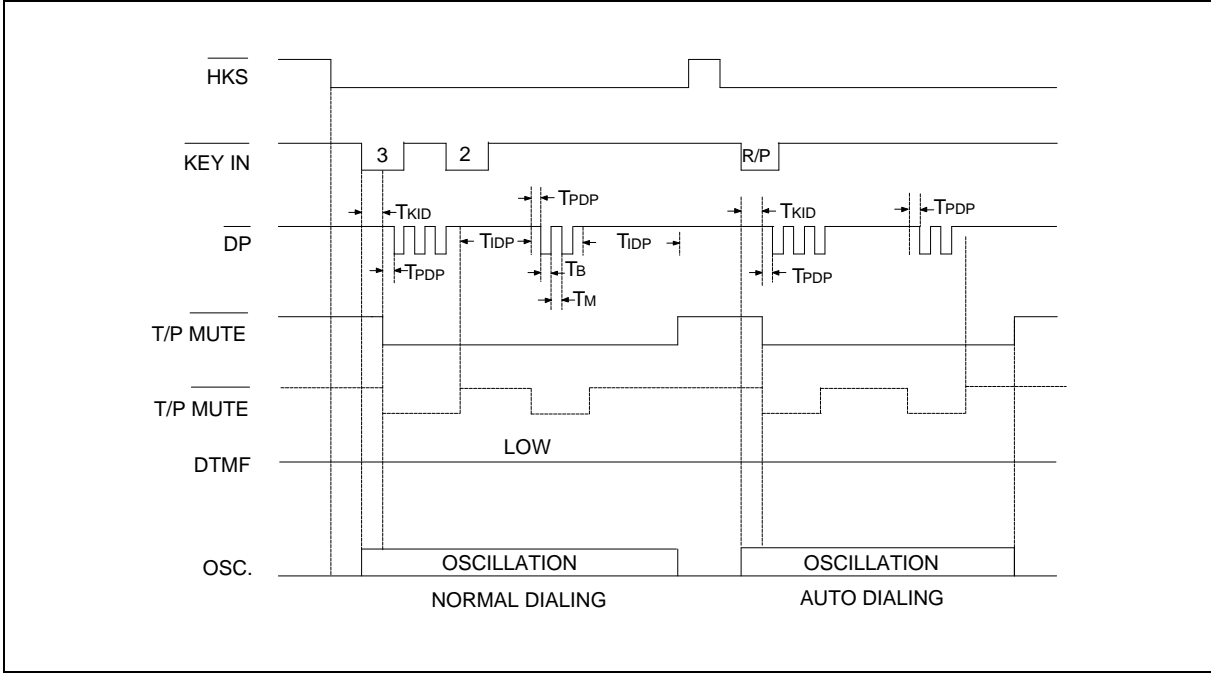 HKS
KEY IN
3
2
R/P
TPDP
TKID
TKID
TPDP
DP
TIDP
TIDP
TPDP
TB
TPDP
TM
T/P MUTE
T/P MUTE
LOW
DTMF
OSC.
OSCILLATION
OSCILLATION
NORMAL DIALING
AUTO DIALING